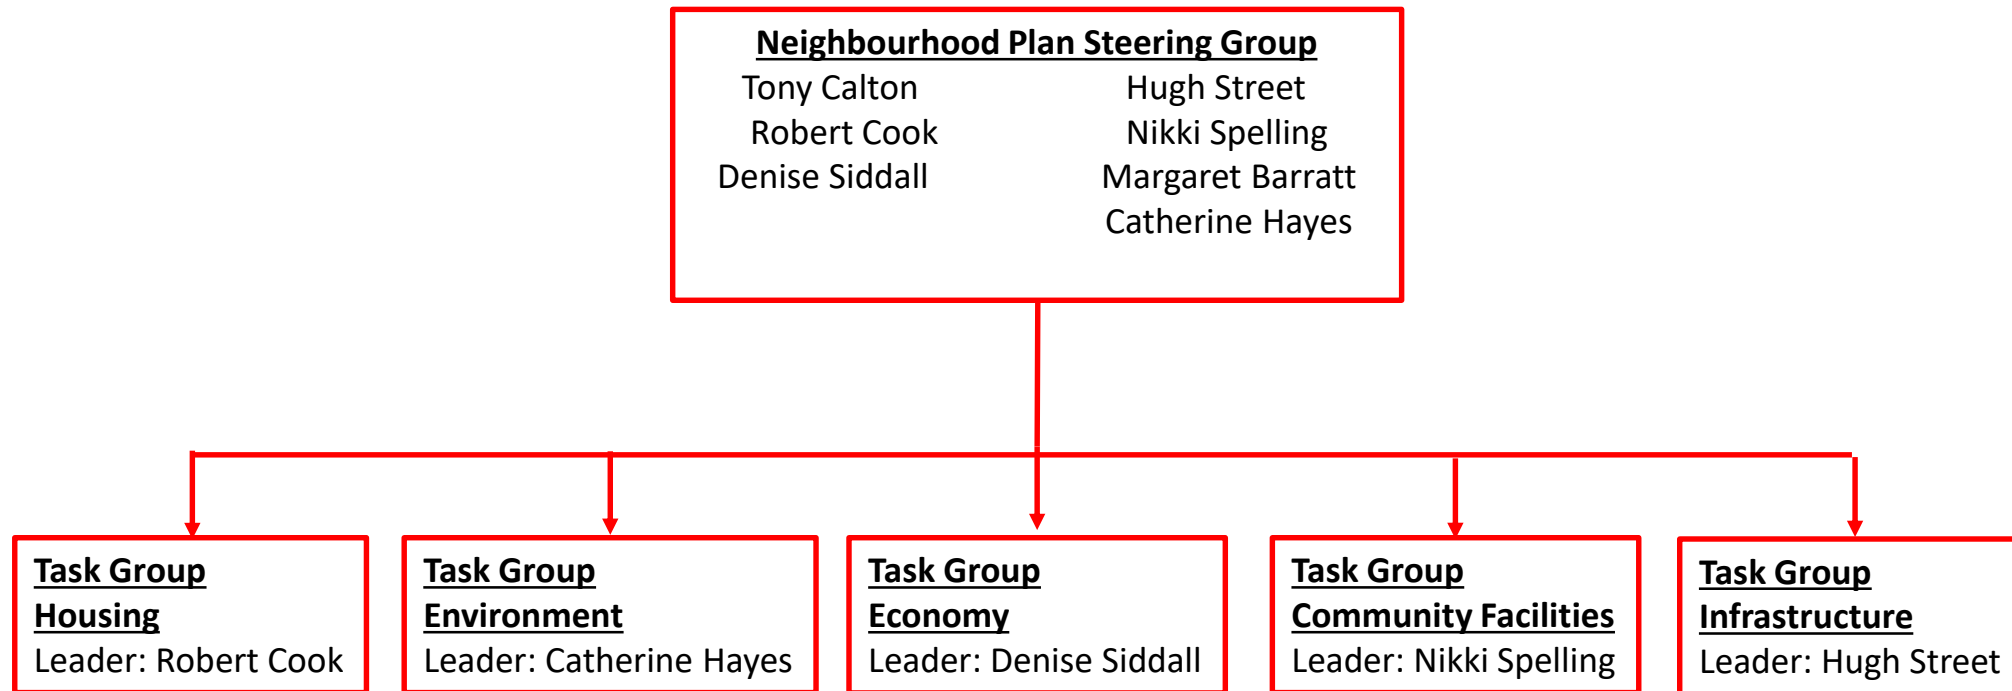 Neighbourhood Plan Steering Group
Tony Calton Hugh Street
Robert Cook Nikki Spelling
Denise Siddall Margaret Barratt
Catherine Hayes
Task Group
Housing
Leader: Robert Cook
Task Group
Environment
Leader: Catherine Hayes
Task Group
Economy
Leader: Denise Siddall
Task Group
Community Facilities
Leader: Nikki Spelling
Task Group
Infrastructure
Leader: Hugh Street